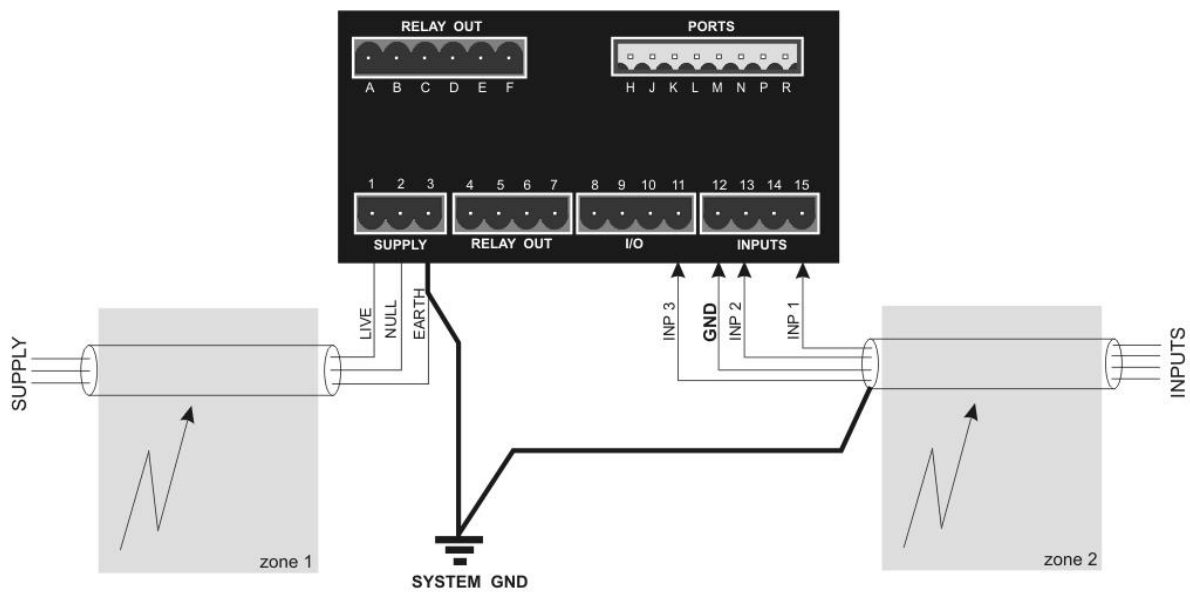 RELAY OUT
PORTS
A B C D E F
H J K L M N P R
1 2 3 4 5 6 7 8 9 10 11 12 13 14 15
SUPPLY RELAY OUT I/O INPUTS
LIVE
NULL
EARTH
INP 3
GND
INP 2
INP 1
SUPPLY
INPUTS
zone 1
zone 2
SYSTEM GND